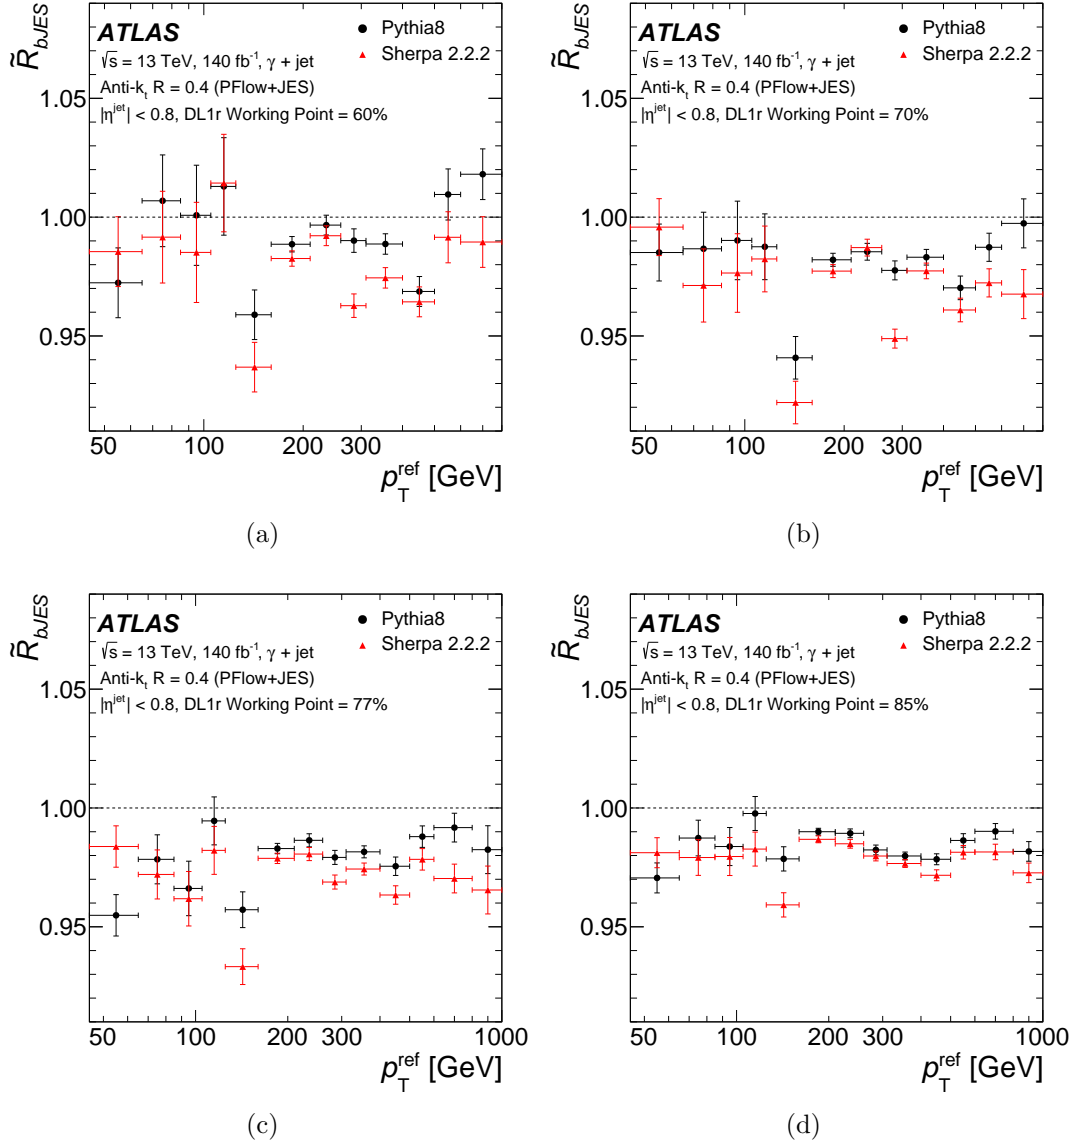 ATLAS
Pythia8
Sherpa 2.2.2
√s = 13 TeV, 140 fb⁻¹, γ + jet
Anti-kₜ R = 0.4 (PFlow+JES)
|η^jet| < 0.8, DL1r Working Point = 60%
R̃_bJES
1.05
1.00
0.95
50 100 200 300
p_T^ref [GeV]
(a)
ATLAS
Pythia8
Sherpa 2.2.2
√s = 13 TeV, 140 fb⁻¹, γ + jet
Anti-kₜ R = 0.4 (PFlow+JES)
|η^jet| < 0.8, DL1r Working Point = 70%
R̃_bJES
1.05
1.00
0.95
50 100 200 300
p_T^ref [GeV]
(b)
ATLAS
Pythia8
Sherpa 2.2.2
√s = 13 TeV, 140 fb⁻¹, γ + jet
Anti-kₜ R = 0.4 (PFlow+JES)
|η^jet| < 0.8, DL1r Working Point = 77%
R̃_bJES
1.05
1.00
0.95
50 100 200 300 1000
p_T^ref [GeV]
(c)
ATLAS
Pythia8
Sherpa 2.2.2
√s = 13 TeV, 140 fb⁻¹, γ + jet
Anti-kₜ R = 0.4 (PFlow+JES)
|η^jet| < 0.8, DL1r Working Point = 85%
R̃_bJES
1.05
1.00
0.95
50 100 200 300 1000
p_T^ref [GeV]
(d)